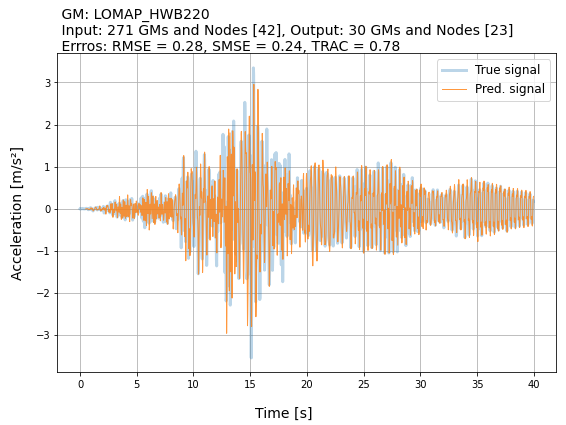 GM: LOMAP_HWB220
Input: 271 GMs and Nodes [42], Output: 30 GMs and Nodes [23]
Errros: RMSE = 0.28, SMSE = 0.24, TRAC = 0.78
True signal
Pred. signal
3
2
1
0
−1
−2
−3
Acceleration [m/s²]
0 5 10 15 20 25 30 35 40
Time [s]